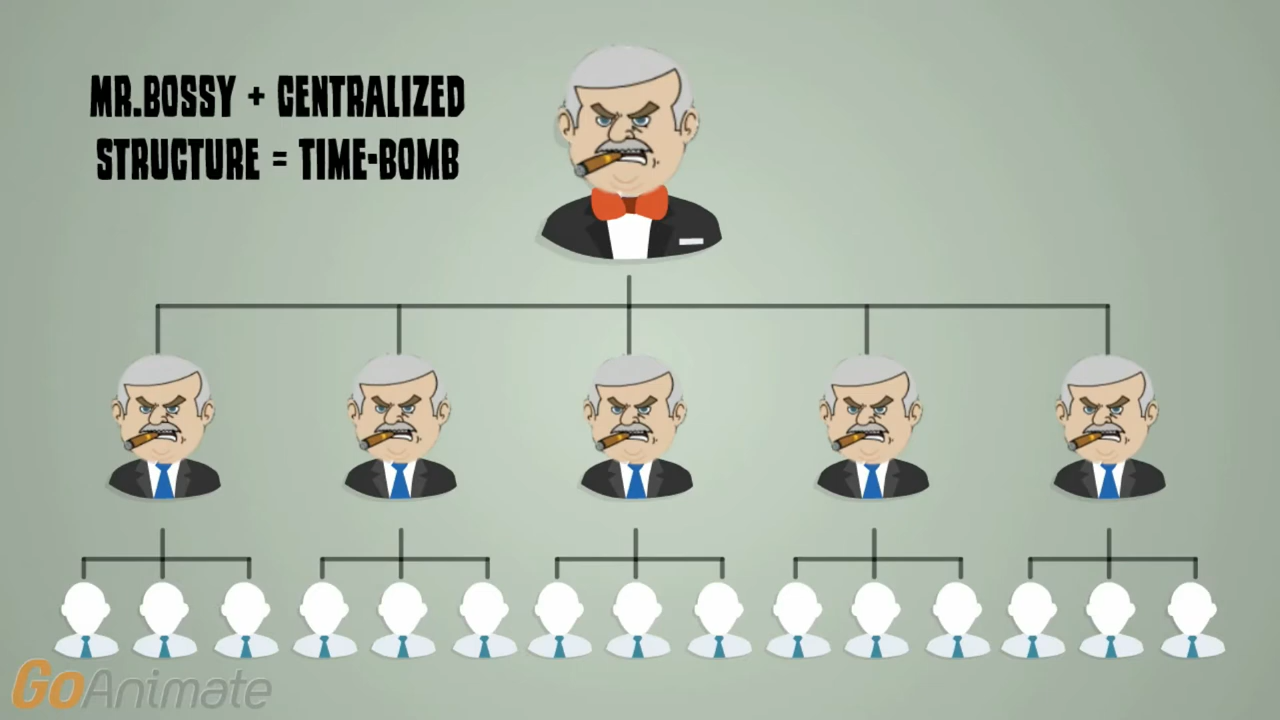 MR.BOSSY + CENTRALIZED
STRUCTURE = TIME-BOMB
GoAnimate